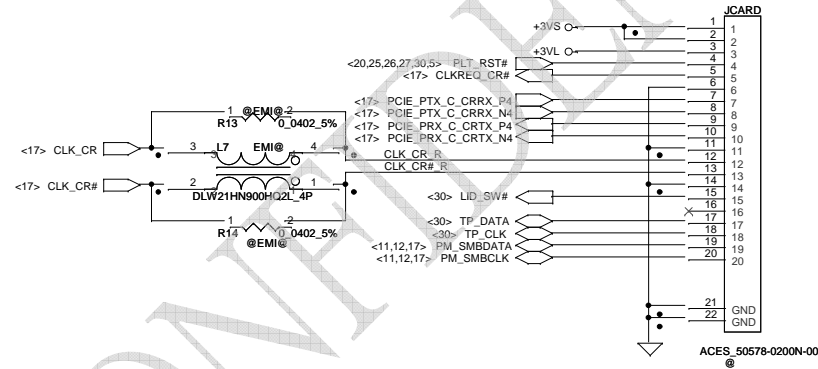 JCARD
+3VS 1 1
2 2
+3VL 3 3
<20,25,26,27,30,5> PLT_RST# 4 4
<17> CLKREQ_CR# 5 5
6 6
<17> PCIE_PTX_C_CRRX_P4 7 7
<17> PCIE_PTX_C_CRRX_N4 8 8
<17> PCIE_PRX_C_CRTX_P4 9 9
<17> PCIE_PRX_C_CRTX_N4 10 10
11 11
1 @EMI@ 2
R13 0_0402_5%
<17> CLK_CR 3 L7 EMI@ 4
CLK_CR_R 12 12
CLK_CR#_R 13 13
14 14
<17> CLK_CR# 2 1
DLW21HN900HQ2L_4P
<30> LID_SW# 15 15
16 16
1 2
R14 0_0402_5%
@EMI@
<30> TP_DATA 17 17
<30> TP_CLK 18 18
<11,12,17> PM_SMBDATA 19 19
<11,12,17> PM_SMBCLK 20 20
21 GND
22 GND
ACES_50578-0200N-00
@